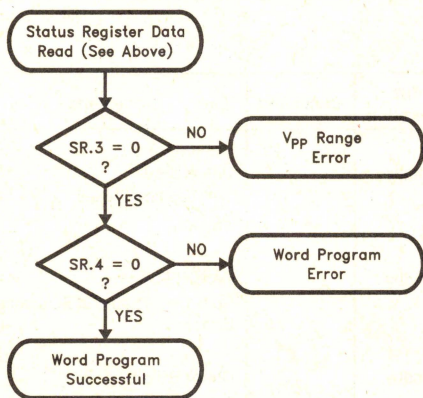 Status Register Data
Read (See Above)
SR.3 = 0
?
NO
VPP Range
Error
YES
SR.4 = 0
?
NO
Word Program
Error
YES
Word Program
Successful